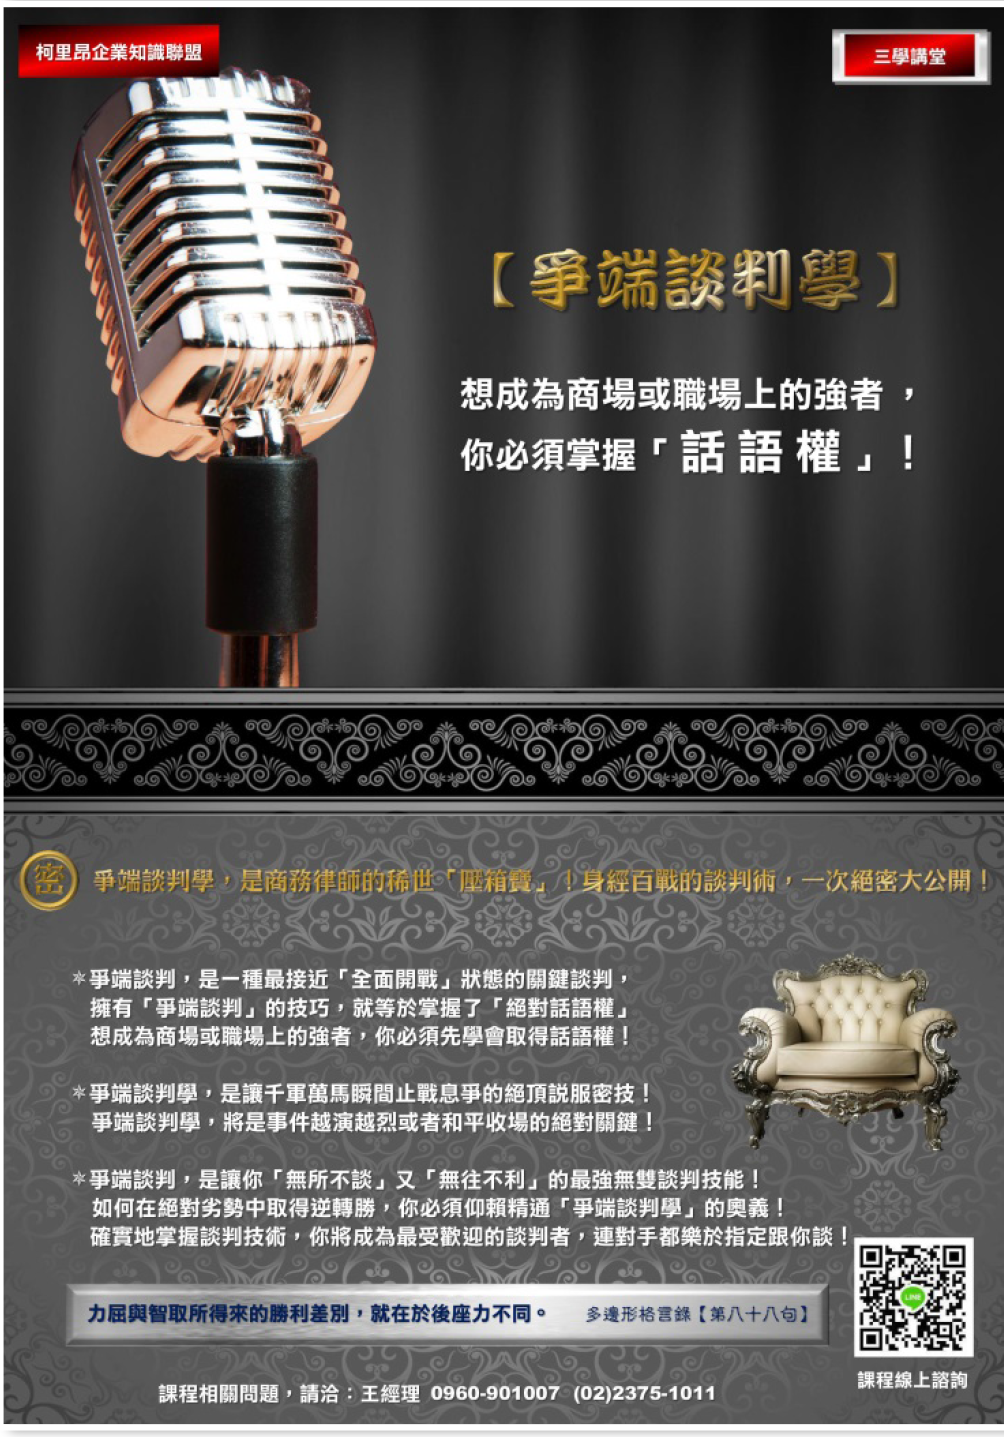 柯里昂企業知識聯盟
三學講堂
【爭端談判學】
想成為商場或職場上的強者，
你必須掌握「話語權」！
密
爭端談判學，是商務律師的稀世「壓箱寶」！身經百戰的談判術，一次絕密大公開！
*爭端談判，是一種最接近「全面開戰」狀態的關鍵談判，
擁有「爭端談判」的技巧，就等於掌握了「絕對話語權」
想成為商場或職場上的強者，你必須先學會取得話語權！
*爭端談判學，是讓千軍萬馬瞬間止戰息爭的絕頂說服密技！
爭端談判學，將是事件越演越烈或者和平收場的絕對關鍵！
*爭端談判，是讓你「無所不談」又「無往不利」的最強無雙談判技能！
如何在絕對劣勢中取得逆轉勝，你必須仰賴精通「爭端談判學」的奧義！
確實地掌握談判技術，你將成為最受歡迎的談判者，連對手都樂於指定跟你談！
力屈與智取所得來的勝利差別，就在於後座力不同。 多邊形格言錄【第八十八句】
LINE
課程線上諮詢
課程相關問題，請洽：王經理 0960-901007 (02)2375-1011